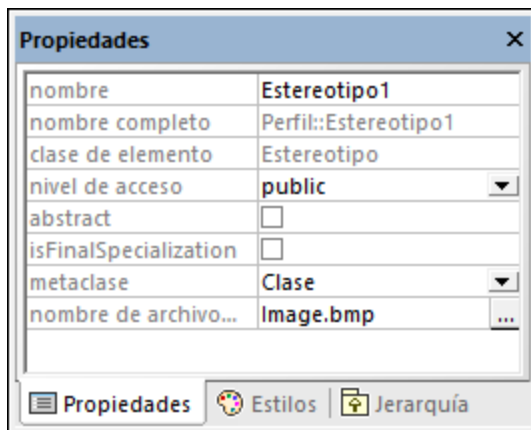 Propiedades
nombre Estereotipo1
nombre completo Perfil::Estereotipo1
clase de elemento Estereotipo
nivel de acceso public
abstract
isFinalSpecialization
metaclase Clase
nombre de archivo... Image.bmp ...
Propiedades Estilos Jerarquía